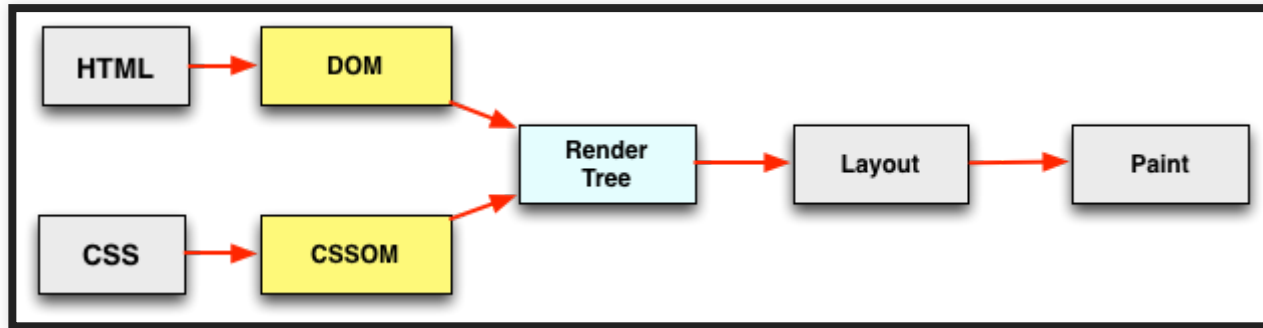 HTML
DOM
Render
Tree
Layout
Paint
CSS
CSSOM